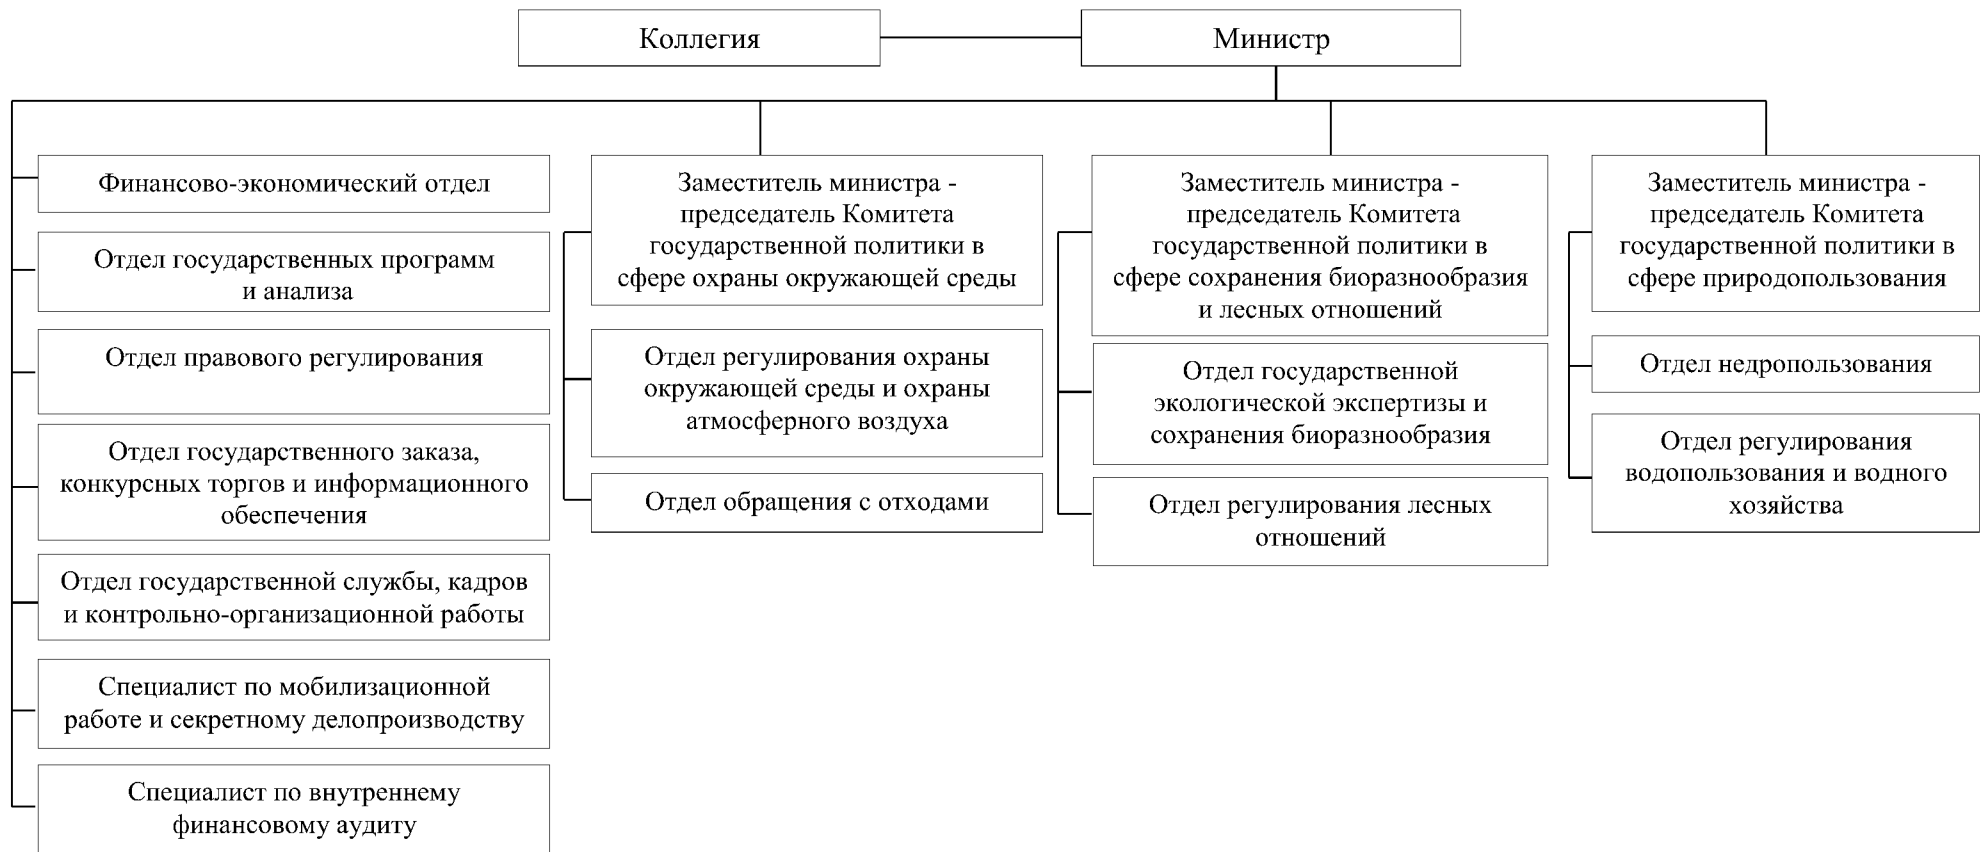 Коллегия
Министр
Финансово-экономический отдел
Отдел государственных программ
и анализа
Отдел правового регулирования
Отдел государственного заказа,
конкурсных торгов и информационного
обеспечения
Отдел государственной службы, кадров
и контрольно-организационной работы
Специалист по мобилизационной
работе и секретному делопроизводству
Специалист по внутреннему
финансовому аудиту
Заместитель министра -
председатель Комитета
государственной политики в
сфере охраны окружающей среды
Отдел регулирования охраны
окружающей среды и охраны
атмосферного воздуха
Отдел обращения с отходами
Заместитель министра -
председатель Комитета
государственной политики в
сфере сохранения биоразнообразия
и лесных отношений
Отдел государственной
экологической экспертизы и
сохранения биоразнообразия
Отдел регулирования лесных
отношений
Заместитель министра -
председатель Комитета
государственной политики в
сфере природопользования
Отдел недропользования
Отдел регулирования
водопользования и водного
хозяйства